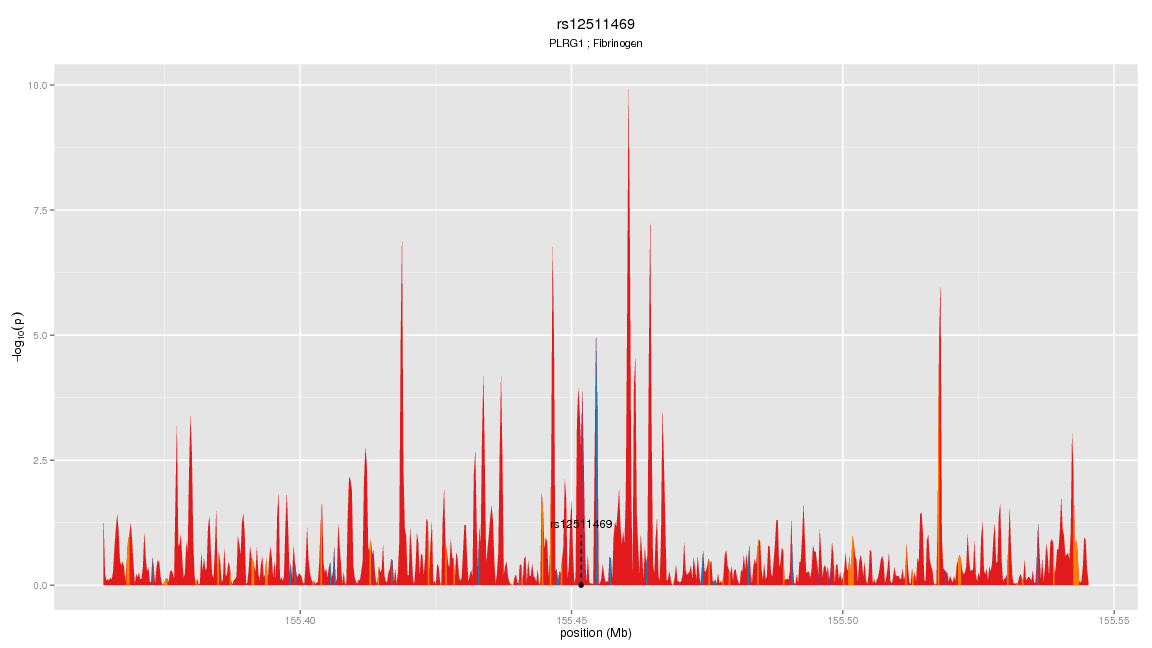 rs12511469
PLRG1 ; Fibrinogen
10.0
7.5
5.0
2.5
0.0
−log10(p)
rs12511469
155.40
155.45
155.50
155.55
position (Mb)